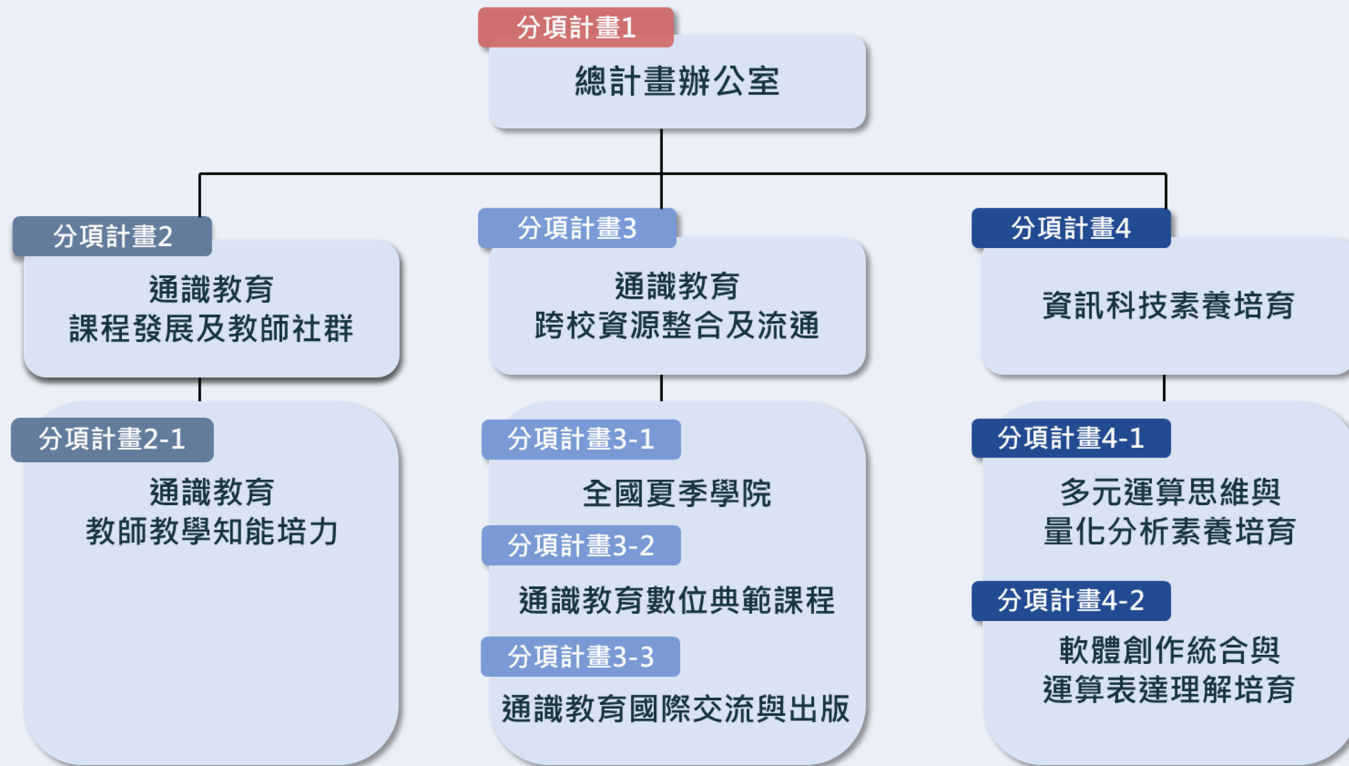 分項計畫1
總計畫辦公室
分項計畫2
通識教育
課程發展及教師社群
分項計畫3
通識教育
跨校資源整合及流通
分項計畫4
資訊科技素養培育
分項計畫2-1
通識教育
教師教學知能培力
分項計畫3-1
全國夏季學院
分項計畫3-2
通識教育數位典範課程
分項計畫3-3
通識教育國際交流與出版
分項計畫4-1
多元運算思維與
量化分析素養培育
分項計畫4-2
軟體創作統合與
運算表達理解培育